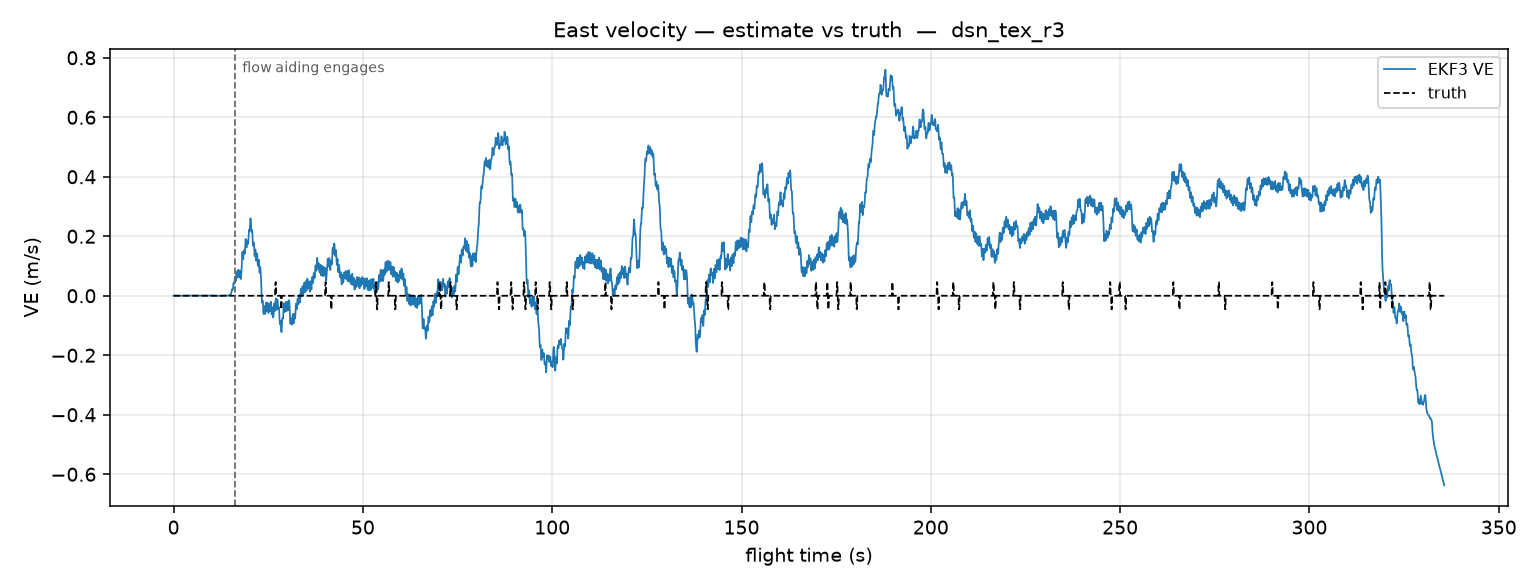 East velocity — estimate vs truth — dsn_tex_r3
flow aiding engages
EKF3 VE
truth
VE (m/s)
0.8
0.6
0.4
0.2
0.0
−0.2
−0.4
−0.6
0 50 100 150 200 250 300 350
flight time (s)